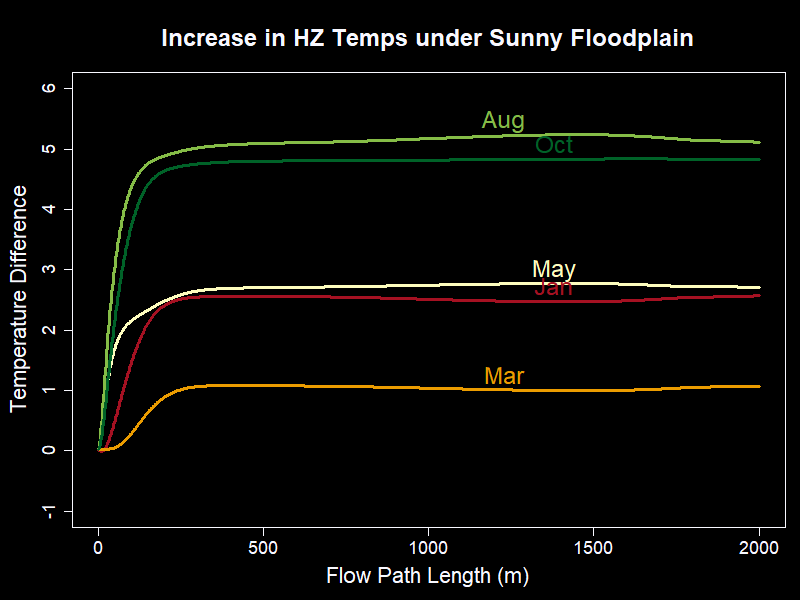 Increase in HZ Temps under Sunny Floodplain
6
5
4
3
2
1
0
-1
Temperature Difference
Aug
Oct
May
Jan
Mar
0 500 1000 1500 2000
Flow Path Length (m)